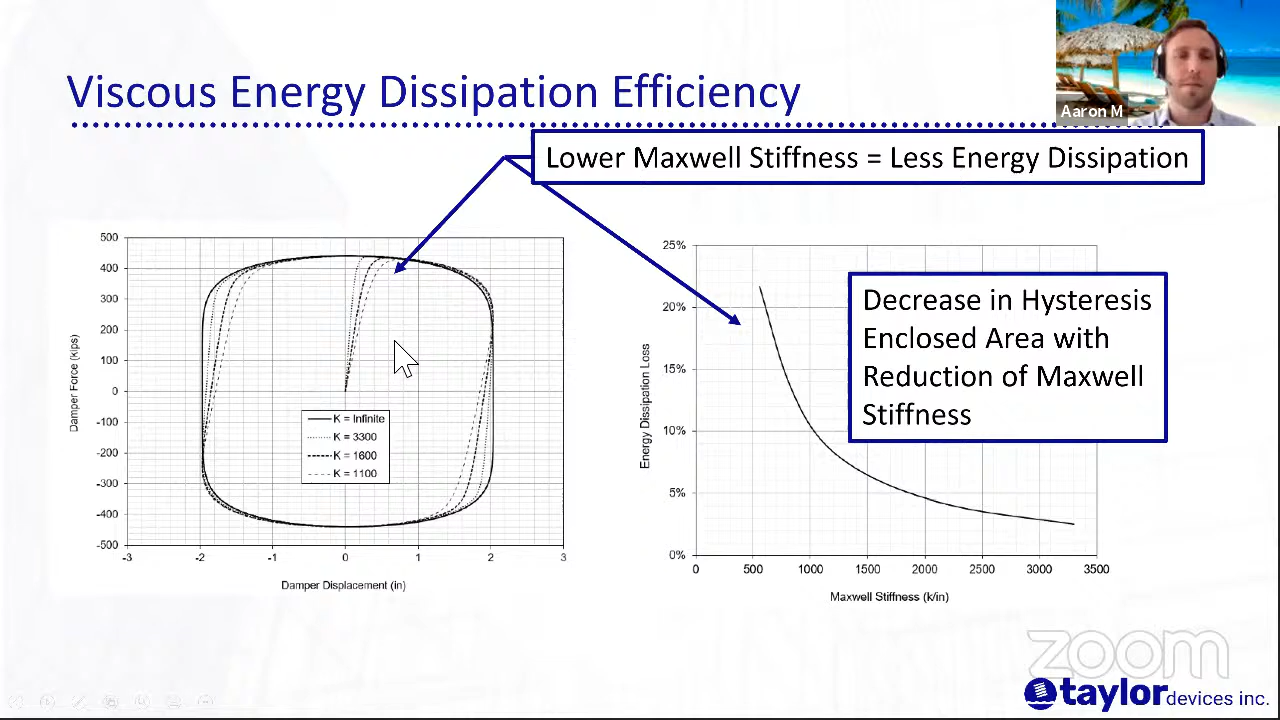 Viscous Energy Dissipation Efficiency
Aaron M
Lower Maxwell Stiffness = Less Energy Dissipation
500
400
300
200
100
0
-100
-200
-300
-400
-500
-3
-2
-1
0
1
2
3
Damper Force (kips)
Damper Displacement (in)
K = Infinite
K = 3300
K = 1600
K = 1100
25%
20%
15%
10%
5%
0%
0
500
1000
1500
2000
2500
3000
3500
Energy Dissipation Loss
Maxwell Stiffness (k/in)
Decrease in Hysteresis
Enclosed Area with
Reduction of Maxwell
Stiffness
zoom
taylor devices inc.